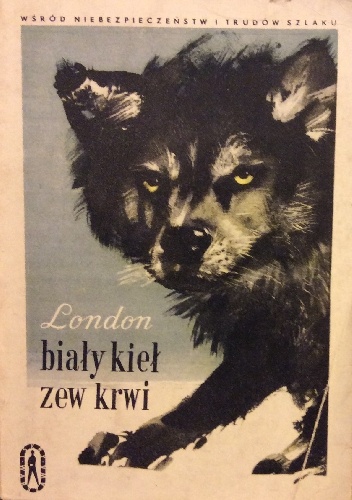 WŚRÓD NIEBEZPIECZEŃSTW I TRUDÓW SZLAKU
London
biały kieł
zew krwi